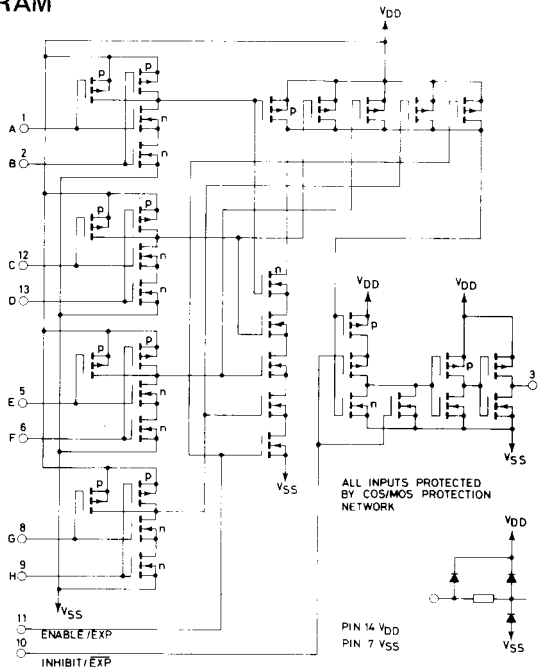 RAM
VDD
p
p
1
A
n
2
B
n
p
p
p
n
C 12
D 13
n
n
VDD
VDD
p
p
p
p
n
3
E 5
F 6
n
n
n
VSS
VSS
ALL INPUTS PROTECTED
BY COS/MOS PROTECTION
NETWORK
p
p
8
G
n
9
H
n
VDD
VSS
11
ENABLE/EXP
10
INHIBIT/EXP
PIN 14 VDD
PIN 7 VSS
VSS